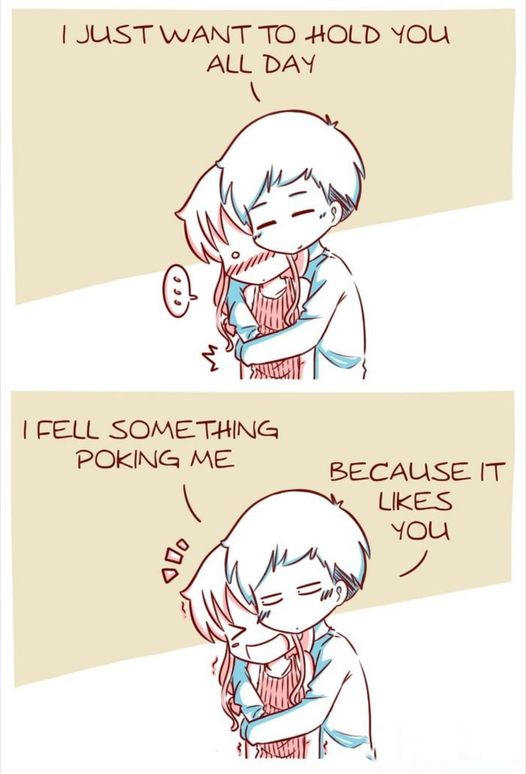 I JUST WANT TO HOLD YOU
ALL DAY
...
I FELL SOMETHING
POKING ME
BECAUSE IT
LIKES
YOU